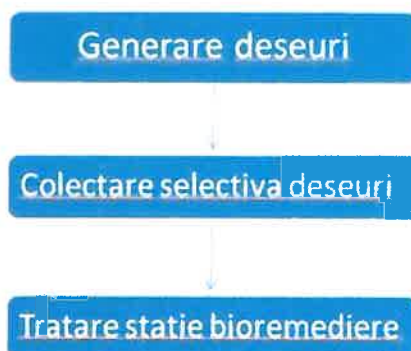 Generare deseuri
Colectare selectiva deseuri
Tratare statie bioremediere